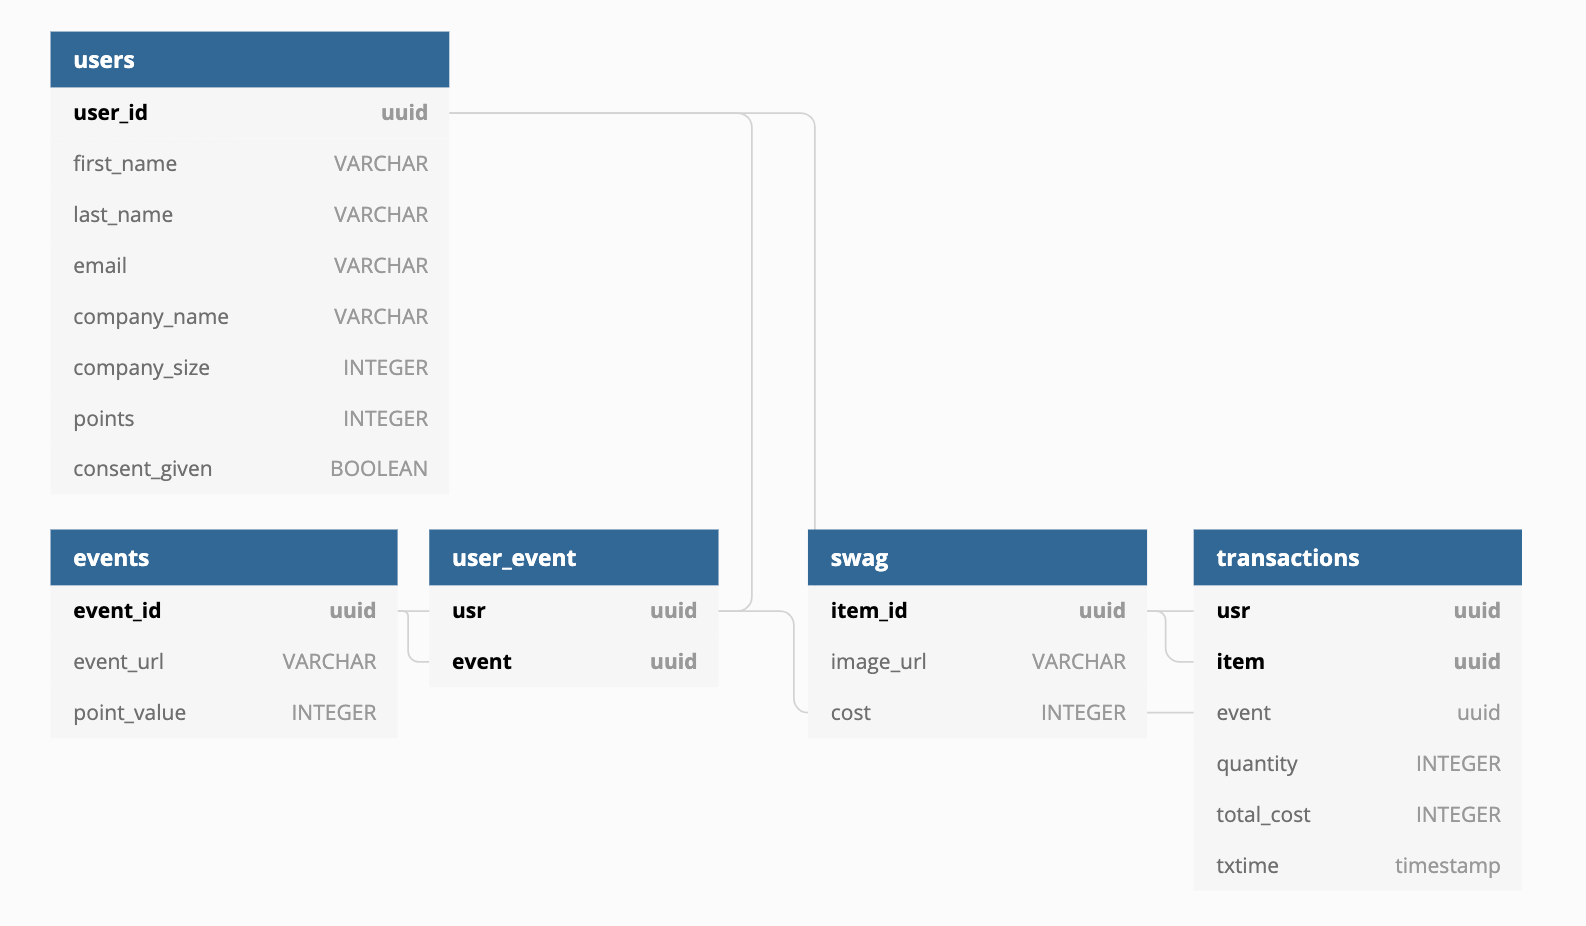 users
user_id uuid
first_name VARCHAR
last_name VARCHAR
email VARCHAR
company_name VARCHAR
company_size INTEGER
points INTEGER
consent_given BOOLEAN
events
event_id uuid
event_url VARCHAR
point_value INTEGER
user_event
usr uuid
event uuid
swag
item_id uuid
image_url VARCHAR
cost INTEGER
transactions
usr uuid
item uuid
event uuid
quantity INTEGER
total_cost INTEGER
txtime timestamp